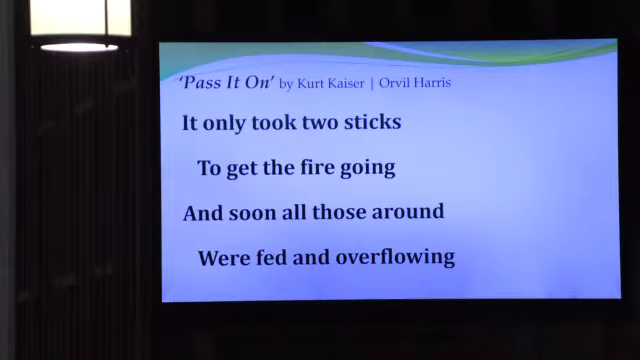 'Pass It On' by Kurt Kaiser | Orvil Harris
It only took two sticks
To get the fire going
And soon all those around
Were fed and overflowing